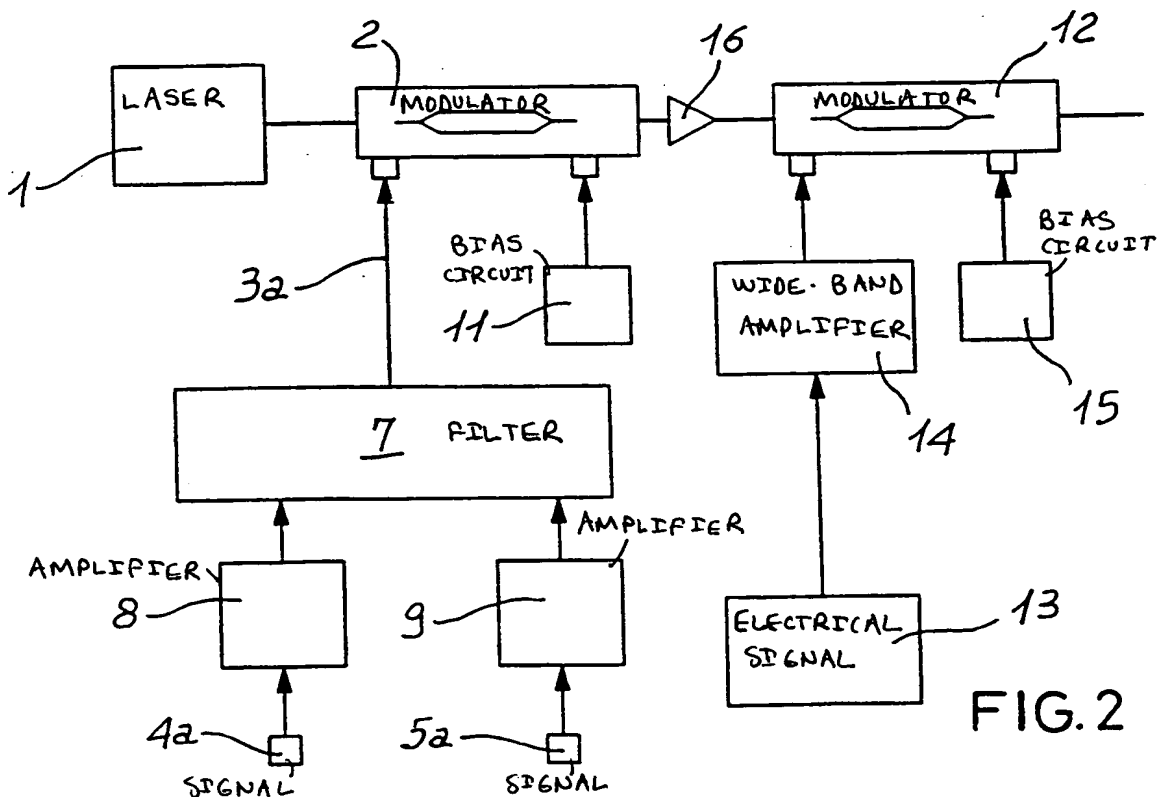 2
16
12
LASER
MODULATOR
MODULATOR
1
3a
BIAS
CIRCUIT
11
WIDE-BAND
AMPLIFIER
BIAS
CIRCUIT
14
15
7 FILTER
AMPLIFIER
8
AMPLIFIER
9
ELECTRICAL
SIGNAL
13
4a
SIGNAL
5a
SIGNAL
FIG. 2